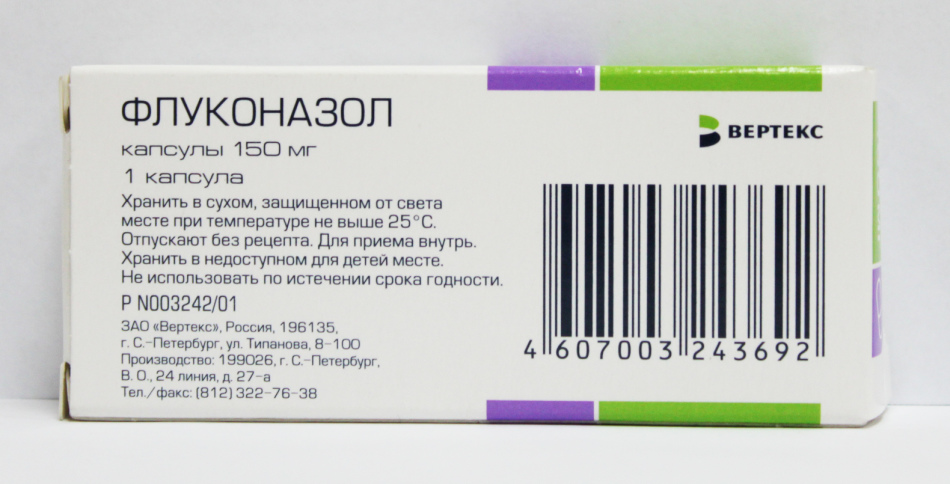 ФЛУКОНАЗОЛ
капсулы 150 мг
1 капсула
Хранить в сухом, защищенном от света
месте при температуре не выше 25°С.
Отпускают без рецепта. Для приема внутрь.
Хранить в недоступном для детей месте.
Не использовать по истечении срока годности.
Р N003242/01
ЗАО «Вертекс», Россия, 196135,
г. С.-Петербург, ул. Типанова, 8-100
Производство: 199026, г. С.-Петербург,
В. О., 24 линия, д. 27-а
Тел./факс: (812) 322-76-38
ВЕРТЕКС
4 607003 243692